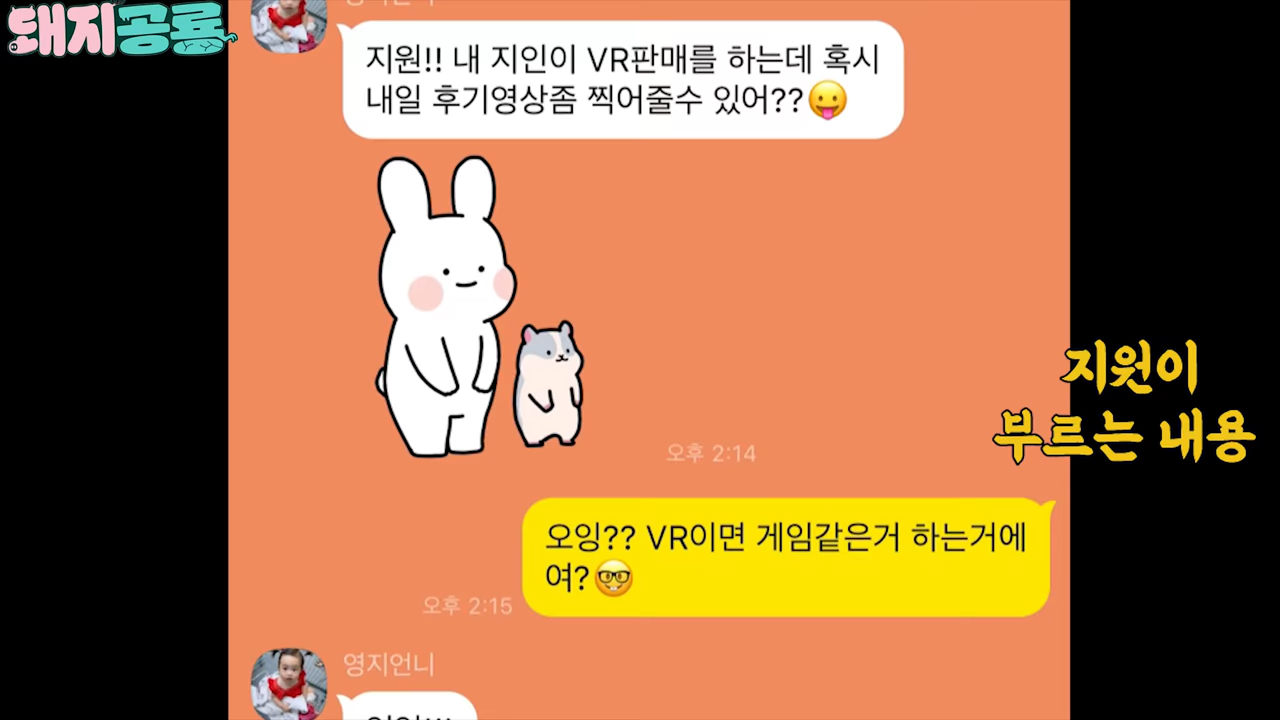 돼지공룡
지원!! 내 지인이 VR판매를 하는데 혹시
내일 후기영상좀 찍어줄수 있어??😛
오후 2:14
지원이
부르는 내용
오잉?? VR이면 게임같은거 하는거에
여?🤓
오후 2:15
영지언니